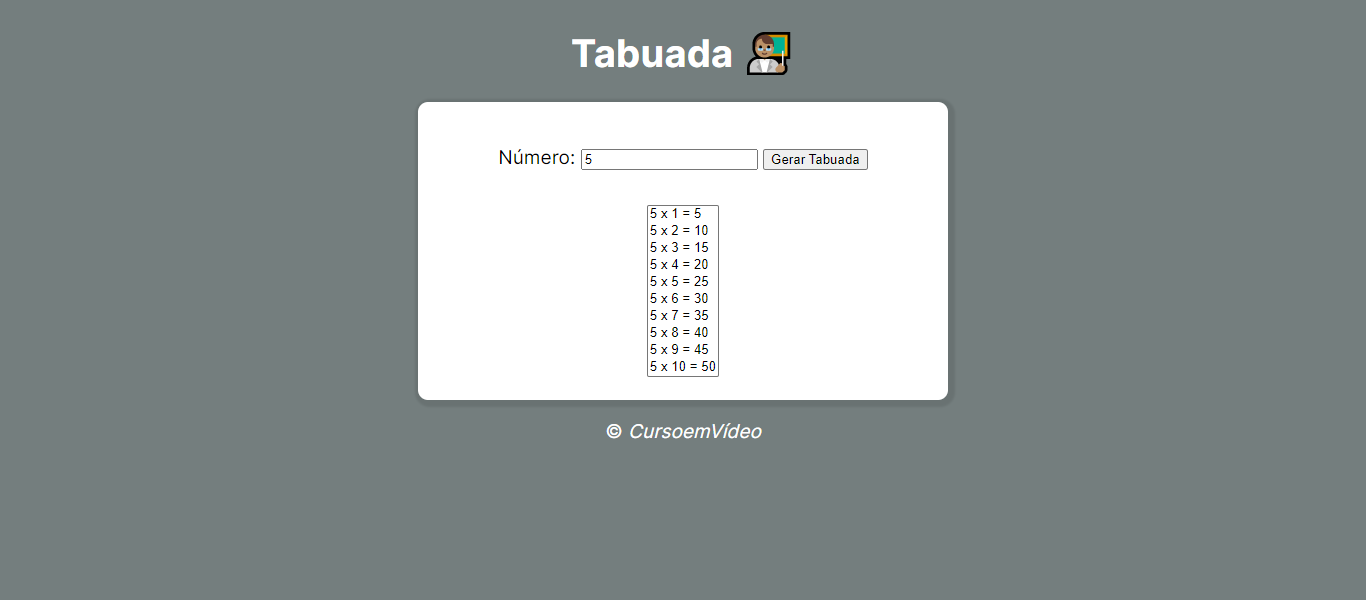 Tabuada
Número: 5 Gerar Tabuada
5 x 1 = 5
5 x 2 = 10
5 x 3 = 15
5 x 4 = 20
5 x 5 = 25
5 x 6 = 30
5 x 7 = 35
5 x 8 = 40
5 x 9 = 45
5 x 10 = 50
© CursoemVídeo